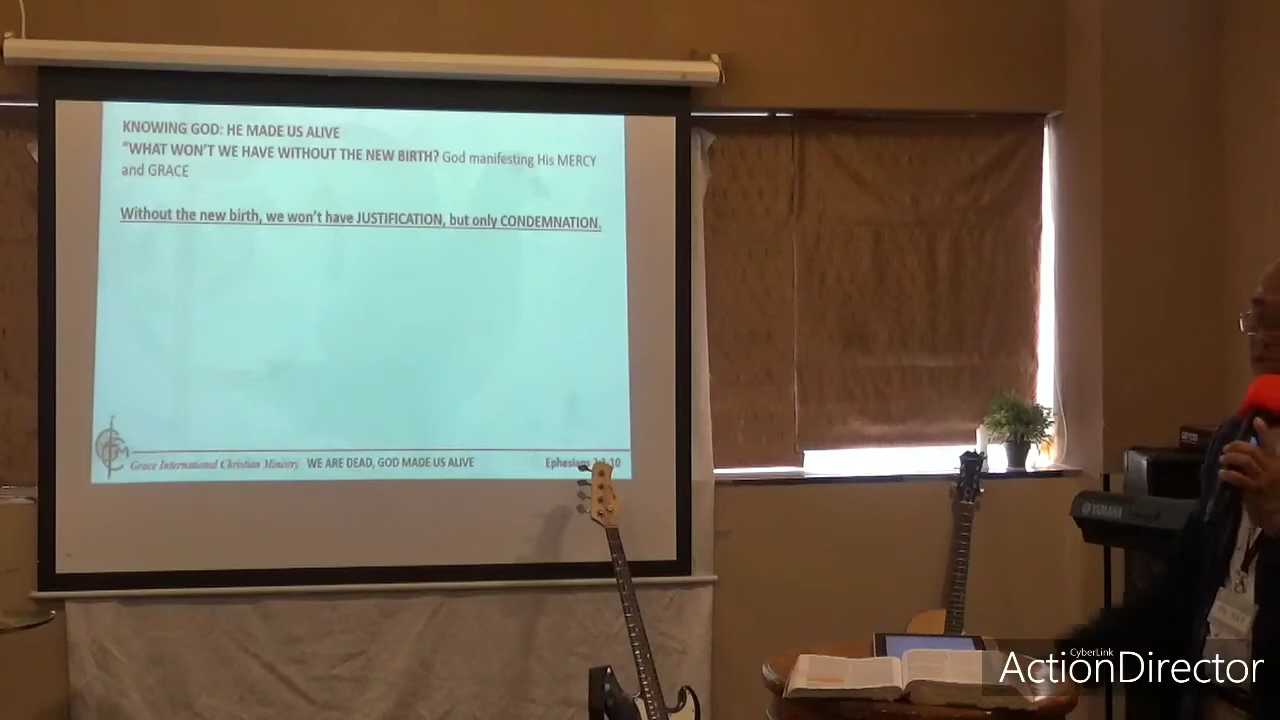 KNOWING GOD: HE MADE US ALIVE
"WHAT WON'T WE HAVE WITHOUT THE NEW BIRTH? God manifesting His MERCY
and GRACE
Without the new birth, we won't have JUSTIFICATION, but only CONDEMNATION.
Grace International Christian Ministry WE ARE DEAD, GOD MADE US ALIVE Ephesians 10
YAMAHA
CyberLink
ActionDirector